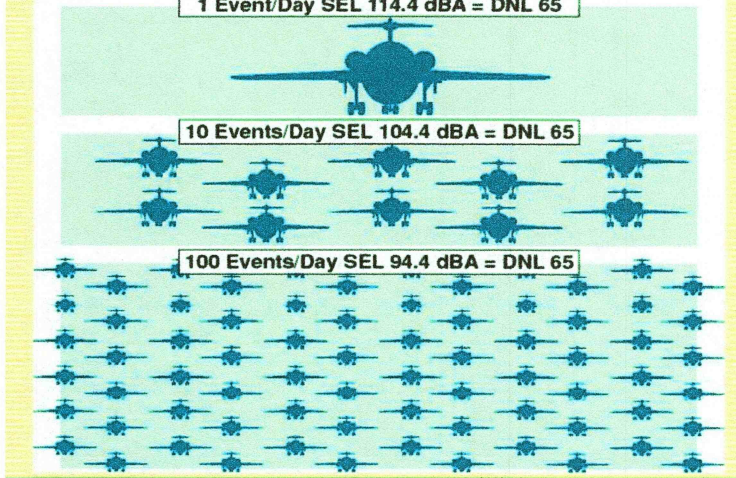 1 Event/Day SEL 114.4 dBA = DNL 65
10 Events/Day SEL 104.4 dBA = DNL 65
100 Events/Day SEL 94.4 dBA = DNL 65